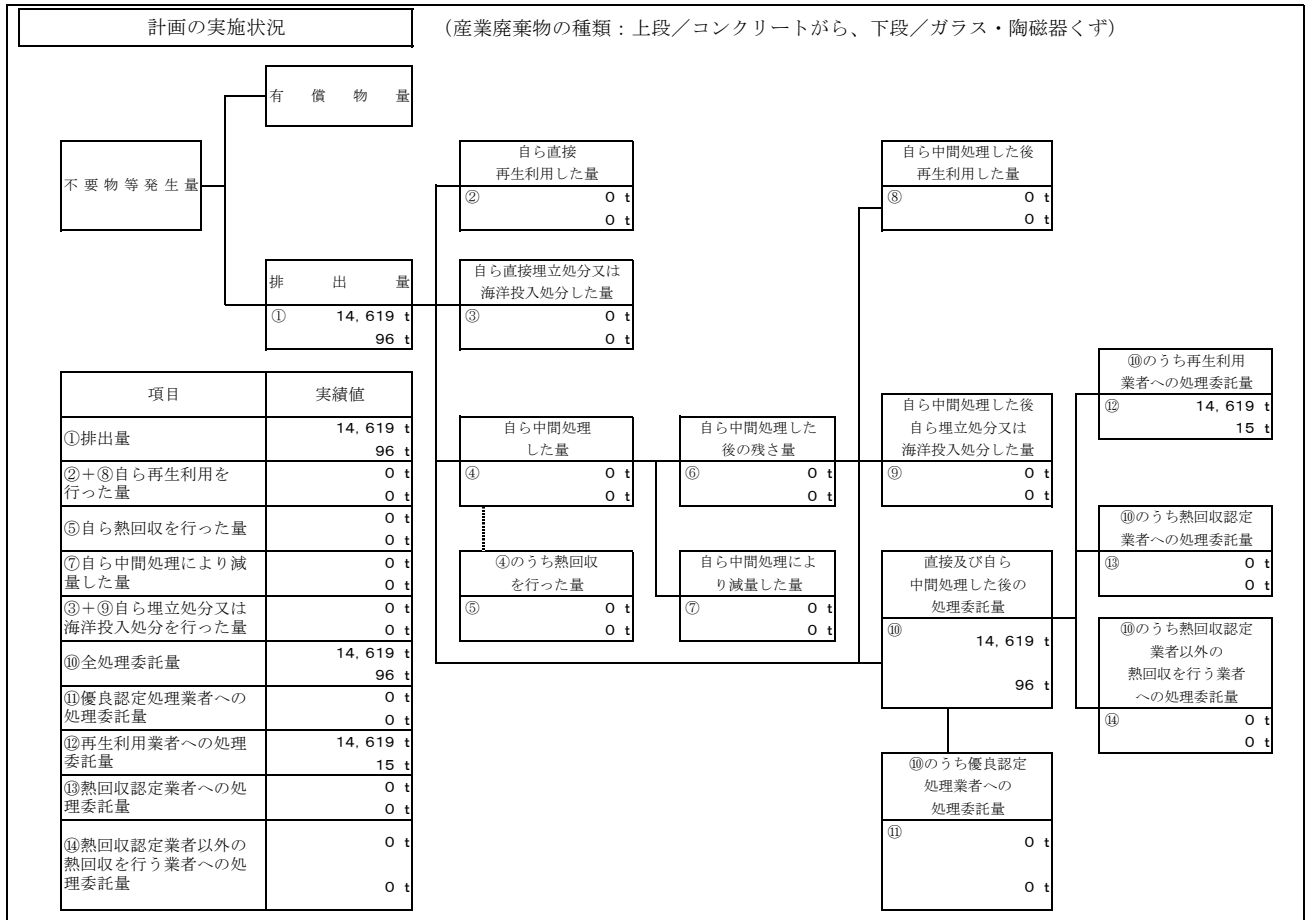 計画の実施状況
（産業廃棄物の種類：上段／コンクリートがら、下段／ガラス・陶磁器くず）
有償物量
不要物等発生量
排出量
① 14,619 t
96 t
自ら直接
再生利用した量
② 0 t
0 t
自ら直接埋立処分又は
海洋投入処分した量
③ 0 t
0 t
自ら中間処理した後
再生利用した量
⑧ 0 t
0 t
項目 実績値
①排出量 14,619 t
96 t
②＋⑧自ら再生利用を
行った量
0 t
0 t
⑤自ら熱回収を行った量 0 t
0 t
⑦自ら中間処理により減
量した量
0 t
0 t
③＋⑨自ら埋立処分又は
海洋投入処分を行った量
0 t
0 t
⑩全処理委託量 14,619 t
96 t
⑪優良認定処理業者への
処理委託量
0 t
0 t
⑫再生利用業者への処理
委託量
14,619 t
15 t
⑬熱回収認定業者への処
理委託量
0 t
0 t
⑭熱回収認定業者以外の
熱回収を行う業者への処
理委託量
0 t
0 t
自ら中間処理
した量
④ 0 t
0 t
④のうち熱回収
を行った量
⑤ 0 t
0 t
自ら中間処理した
後の残さ量
⑥ 0 t
0 t
自ら中間処理によ
り減量した量
⑦ 0 t
0 t
自ら中間処理した後
自ら埋立処分又は
海洋投入処分した量
⑨ 0 t
0 t
直接及び自ら
中間処理した後の
処理委託量
⑩ 14,619 t
96 t
⑩のうち優良認定
処理業者への
処理委託量
⑪ 0 t
0 t
⑩のうち再生利用
業者への処理委託量
⑫ 14,619 t
15 t
⑩のうち熱回収認定
業者への処理委託量
⑬ 0 t
0 t
⑩のうち熱回収認定
業者以外の
熱回収を行う業者
への処理委託量
⑭ 0 t
0 t